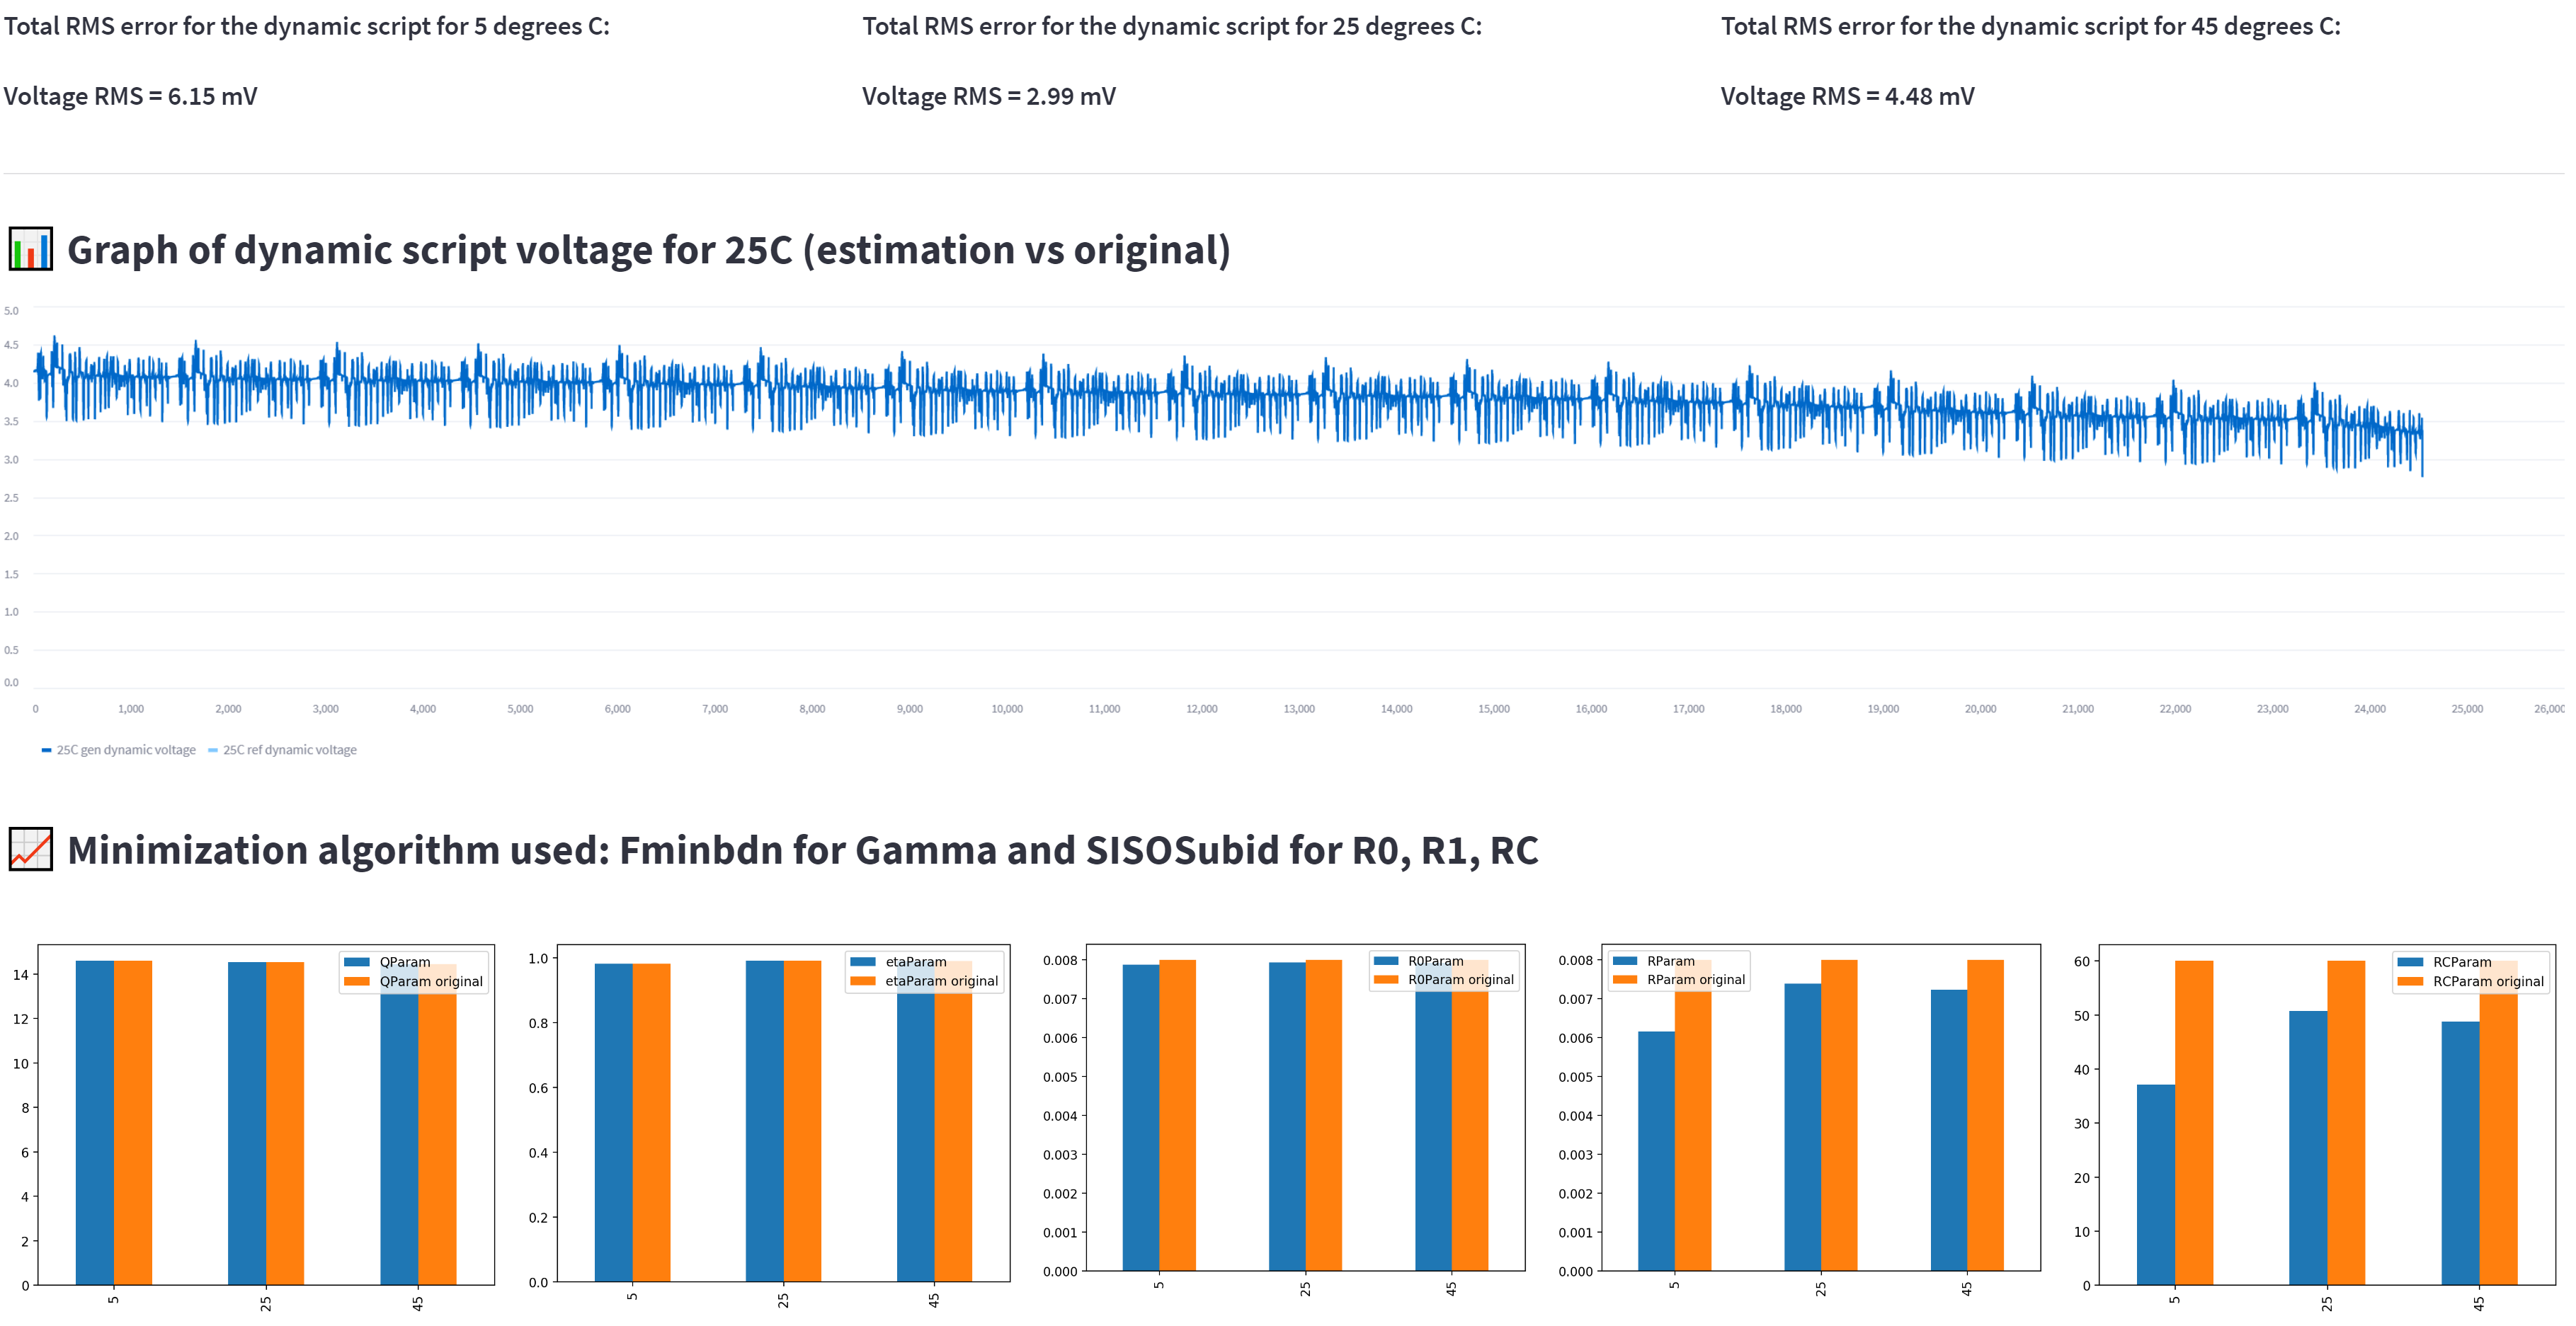 Total RMS error for the dynamic script for 5 degrees C:
Total RMS error for the dynamic script for 25 degrees C:
Total RMS error for the dynamic script for 45 degrees C:
Voltage RMS = 6.15 mV
Voltage RMS = 2.99 mV
Voltage RMS = 4.48 mV
Graph of dynamic script voltage for 25C (estimation vs original)
5.0
4.5
4.0
3.5
3.0
2.5
2.0
1.5
1.0
0.5
0.0
0 1,000 2,000 3,000 4,000 5,000 6,000 7,000 8,000 9,000 10,000 11,000 12,000 13,000 14,000 15,000 16,000 17,000 18,000 19,000 20,000 21,000 22,000 23,000 24,000 25,000 26,000
25C gen dynamic voltage 25C ref dynamic voltage
Minimization algorithm used: Fminbdn for Gamma and SISOSubid for R0, R1, RC
QParam
QParam original
14
12
10
8
6
4
2
0
5 25 45
etaParam
etaParam original
1.0
0.8
0.6
0.4
0.2
0.0
5 25 45
R0Param
R0Param original
0.008
0.007
0.006
0.005
0.004
0.003
0.002
0.001
0.000
5 25 45
RParam
RParam original
0.008
0.007
0.006
0.005
0.004
0.003
0.002
0.001
0.000
5 25 45
RCParam
RCParam original
60
50
40
30
20
10
0
5 25 45